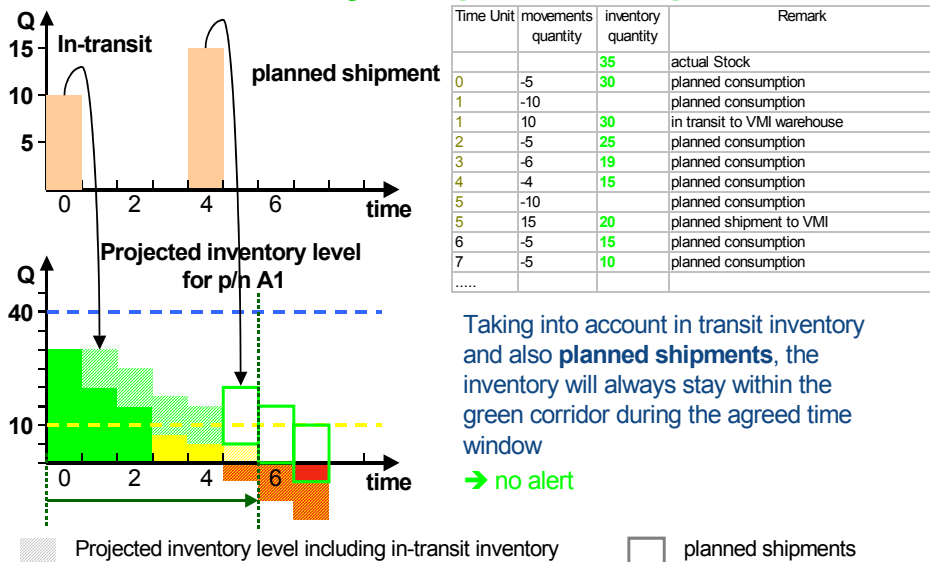 Q
In-transit
15
planned shipment
10
5
0 2 4 6
time
Projected inventory level
for p/n A1
Q
40
10
0 2 4 6
time
Time Unit movements quantity inventory quantity Remark
35 actual Stock
0 -5 30 planned consumption
1 -10 planned consumption
1 10 30 in transit to VMI warehouse
2 -5 25 planned consumption
3 -6 19 planned consumption
4 -4 15 planned consumption
5 -10 planned consumption
5 15 20 planned shipment to VMI
6 -5 15 planned consumption
7 -5 10 planned consumption
.....
Taking into account in transit inventory
and also planned shipments, the
inventory will always stay within the
green corridor during the agreed time
window
➔ no alert
Projected inventory level including in-transit inventory
planned shipments